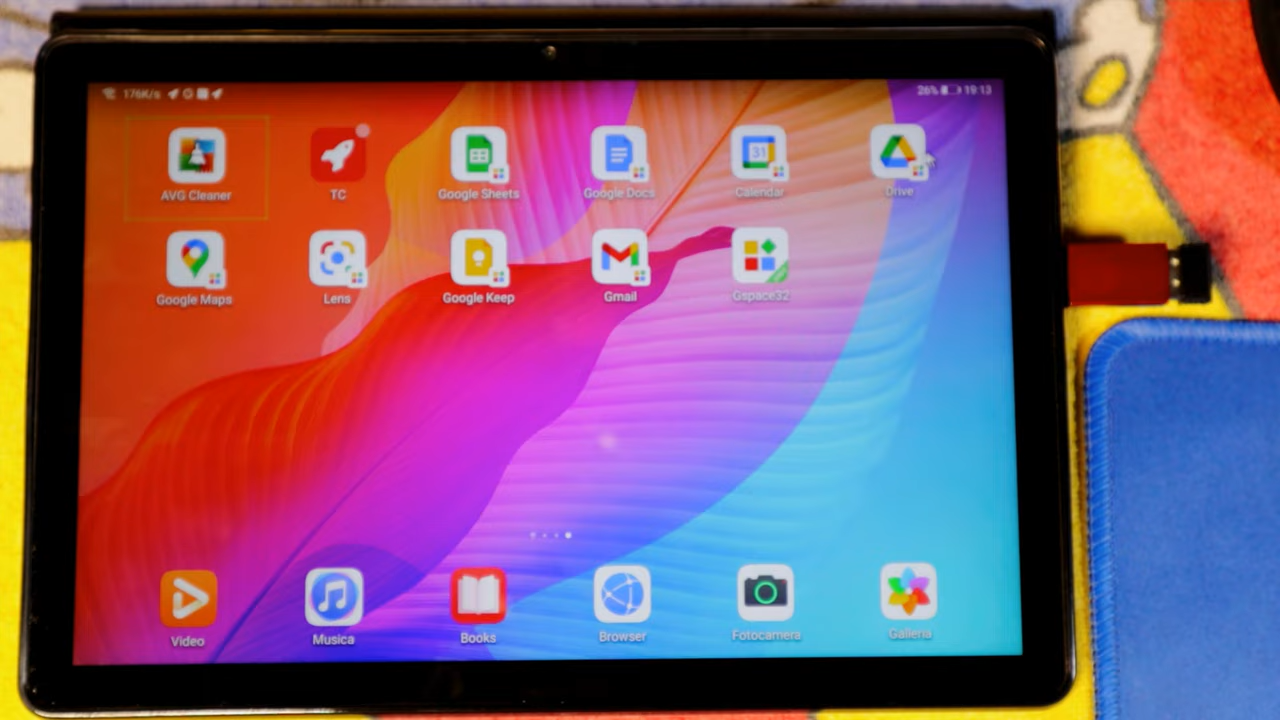 176K/s 26% 19:13
AVG Cleaner TC Google Sheets Google Docs 31 Calendar Drive
Google Maps Lens Google Keep Gmail Gspace32
Video Musica Books Browser Fotocamera Galleria